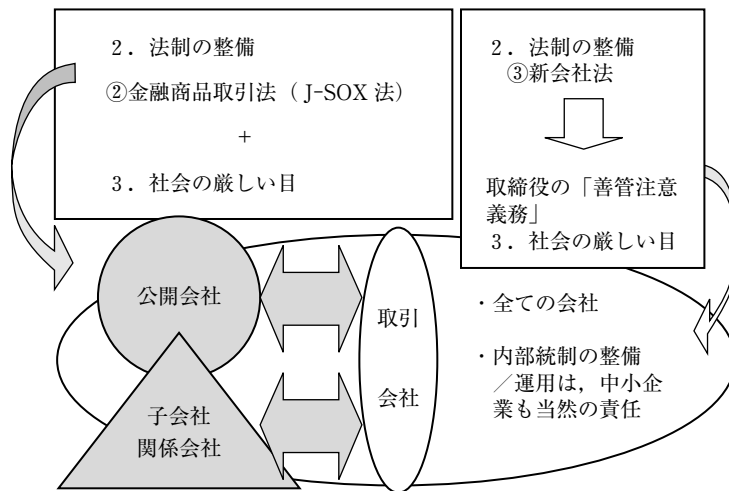 ２．法制の整備
②金融商品取引法（ J-SOX 法）
+
３．社会の厳しい目
２．法制の整備
③新会社法
取締役の「善管注意
義務」
３．社会の厳しい目
公開会社
子会社
関係会社
取引
会社
・全ての会社
・内部統制の整備
／運用は，中小企
業も当然の責任